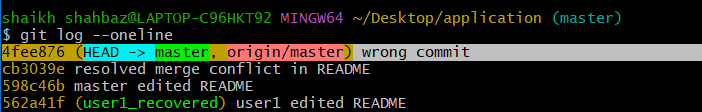 shaikh shahbaz@LAPTOP-C96HKT92 MINGW64 ~/Desktop/application (master)
$ git log --oneline
4fee876 (HEAD -> master, origin/master) wrong commit
cb3039e resolved merge conflict in README
598c46b master edited README
562a41f (user1_recovered) user1 edited README